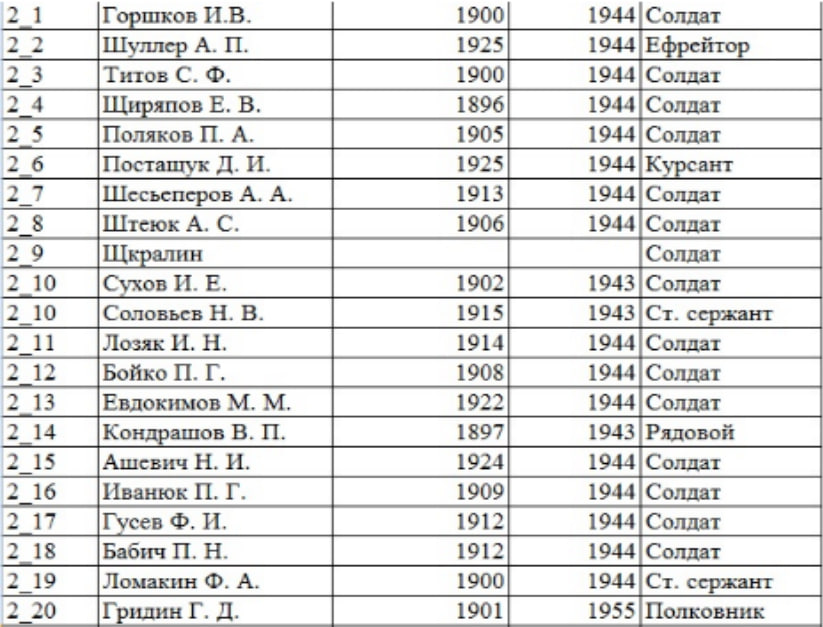 2_1 Горшков И.В. 1900 1944 Солдат
2_2 Шуллер А. П. 1925 1944 Ефрейтор
2_3 Титов С. Ф. 1900 1944 Солдат
2_4 Щиряпов Е. В. 1896 1944 Солдат
2_5 Поляков П. А. 1905 1944 Солдат
2_6 Постащук Д. И. 1925 1944 Курсант
2_7 Шесьеперов А. А. 1913 1944 Солдат
2_8 Штеюк А. С. 1906 1944 Солдат
2_9 Щкралин Солдат
2_10 Сухов И. Е. 1902 1943 Солдат
2_10 Соловьев Н. В. 1915 1943 Ст. сержант
2_11 Лозяк И. Н. 1914 1944 Солдат
2_12 Бойко П. Г. 1908 1944 Солдат
2_13 Евдокимов М. М. 1922 1944 Солдат
2_14 Кондрашов В. П. 1897 1943 Рядовой
2_15 Ашевич Н. И. 1924 1944 Солдат
2_16 Иванюк П. Г. 1909 1944 Солдат
2_17 Гусев Ф. И. 1912 1944 Солдат
2_18 Бабич П. Н. 1912 1944 Солдат
2_19 Ломакин Ф. А. 1900 1944 Ст. сержант
2_20 Гридин Г. Д. 1901 1955 Полковник